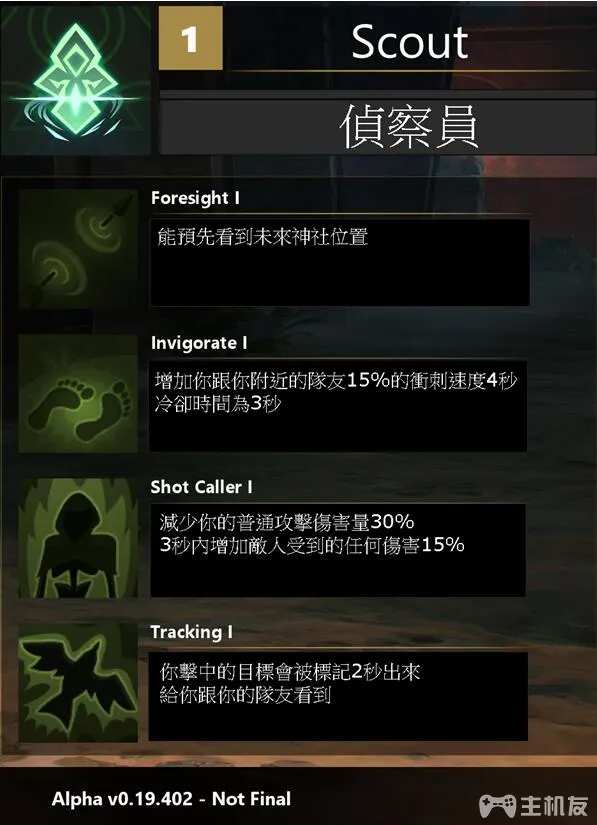 1
Scout
偵察員
Foresight I
能預先看到未來神社位置
Invigorate I
增加你跟你附近的隊友15%的衝刺速度4秒
冷卻時間為3秒
Shot Caller I
減少你的普通攻擊傷害量30%
3秒內增加敵人受到的任何傷害15%
Tracking I
你擊中的目標會被標記2秒出來
給你跟你的隊友看到
Alpha v0.19.402 - Not Final
主机友